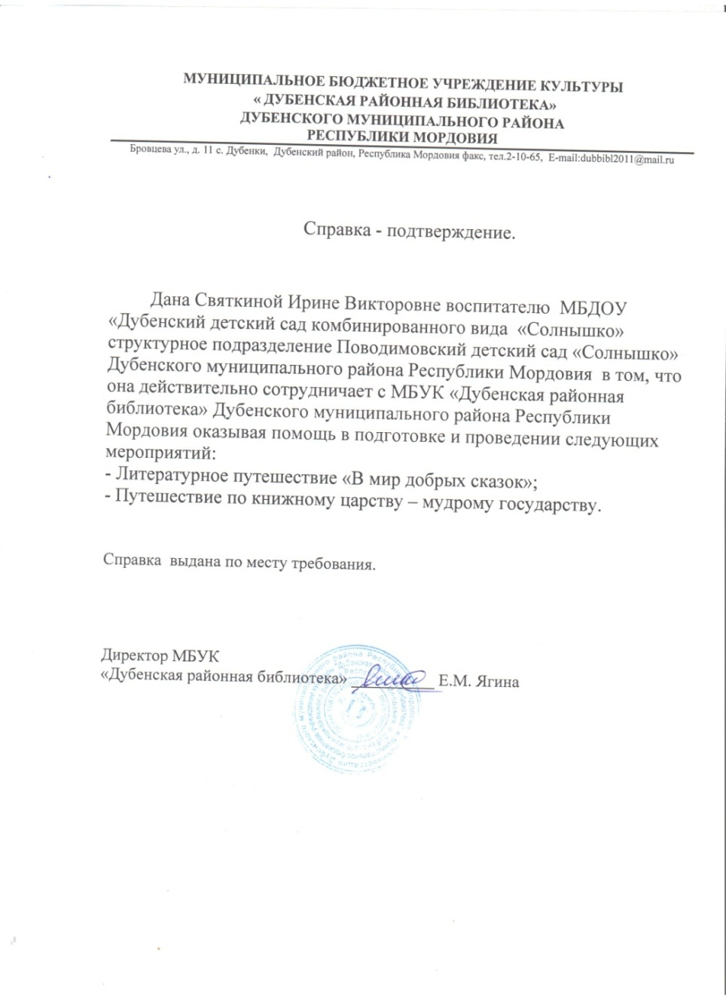 МУНИЦИПАЛЬНОЕ БЮДЖЕТНОЕ УЧРЕЖДЕНИЕ КУЛЬТУРЫ
« ДУБЕНСКАЯ РАЙОННАЯ БИБЛИОТЕКА»
ДУБЕНСКОГО МУНИЦИПАЛЬНОГО РАЙОНА
РЕСПУБЛИКИ МОРДОВИЯ
Бровцева ул., д. 11 с. Дубенки, Дубенский район, Республика Мордовия факс, тел.2-10-65, E-mail:dubbibl2011@mail.ru
Справка - подтверждение.
Дана Святкиной Ирине Викторовне воспитателю МБДОУ
«Дубенский детский сад комбинированного вида «Солнышко»
структурное подразделение Поводимовский детский сад «Солнышко»
Дубенского муниципального района Республики Мордовия в том, что
она действительно сотрудничает с МБУК «Дубенская районная
библиотека» Дубенского муниципального района Республики
Мордовия оказывая помощь в подготовке и проведении следующих
мероприятий:
- Литературное путешествие «В мир добрых сказок»;
- Путешествие по книжному царству – мудрому государству.
Справка выдана по месту требования.
Директор МБУК
«Дубенская районная библиотека» __________ Е.М. Ягина